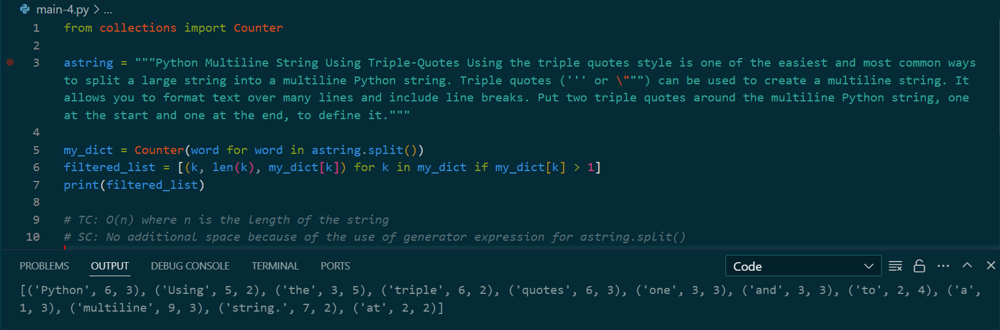 main-4.py > ...
1 from collections import Counter
2
3 astring = """Python Multiline String Using Triple-Quotes Using the triple quotes style is one of the easiest and most common ways
to split a large string into a multiline Python string. Triple quotes (''' or \""") can be used to create a multiline string. It
allows you to format text over many lines and include line breaks. Put two triple quotes around the multiline Python string, one
at the start and one at the end, to define it."""
4
5 my_dict = Counter(word for word in astring.split())
6 filtered_list = [(k, len(k), my_dict[k]) for k in my_dict if my_dict[k] > 1]
7 print(filtered_list)
8
9 # TC: O(n) where n is the length of the string
10 # SC: No additional space because of the use of generator expression for astring.split()
PROBLEMS OUTPUT DEBUG CONSOLE TERMINAL PORTS Code
[('Python', 6, 3), ('Using', 5, 2), ('the', 3, 5), ('triple', 6, 2), ('quotes', 6, 3), ('one', 3, 3), ('and', 3, 3), ('to', 2, 4), ('a',
1, 3), ('multiline', 9, 3), ('string.', 7, 2), ('at', 2, 2)]